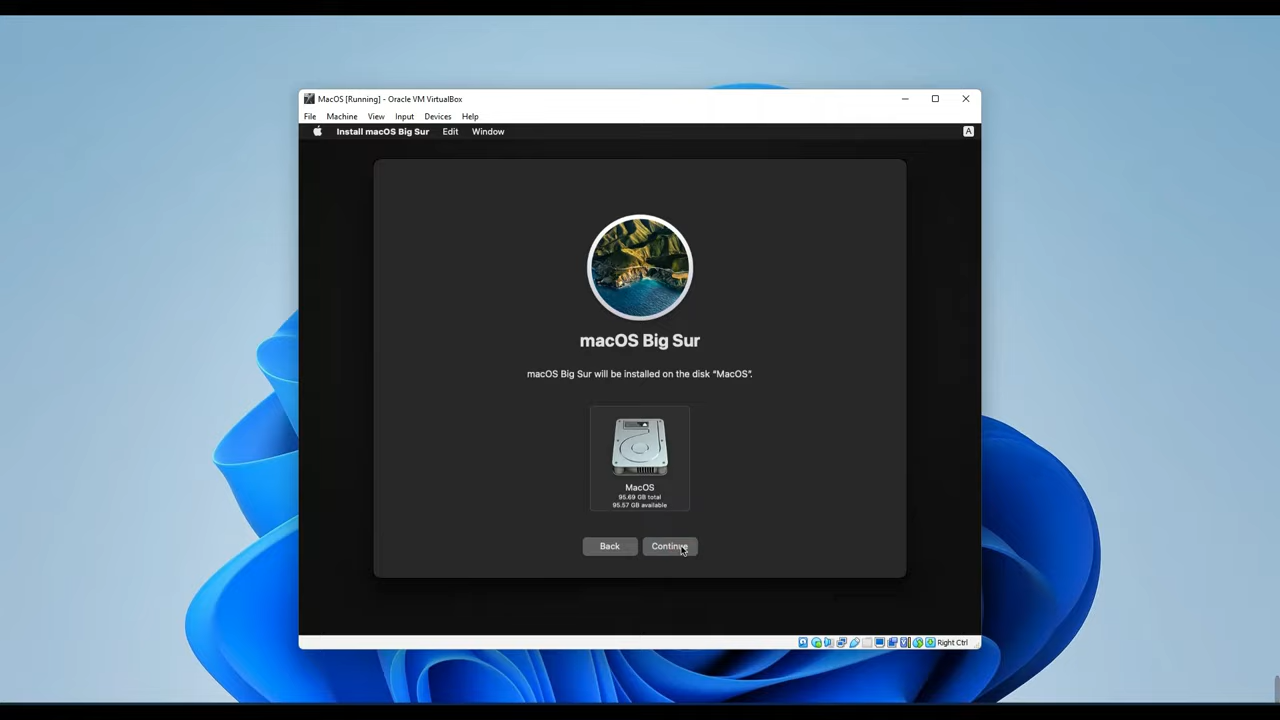 MacOS [Running] - Oracle VM VirtualBox
File Machine View Input Devices Help
Install macOS Big Sur Edit Window A
macOS Big Sur
macOS Big Sur will be installed on the disk “MacOS”.
MacOS
95.69 GB total
95.57 GB available
Back Continue
Right Ctrl